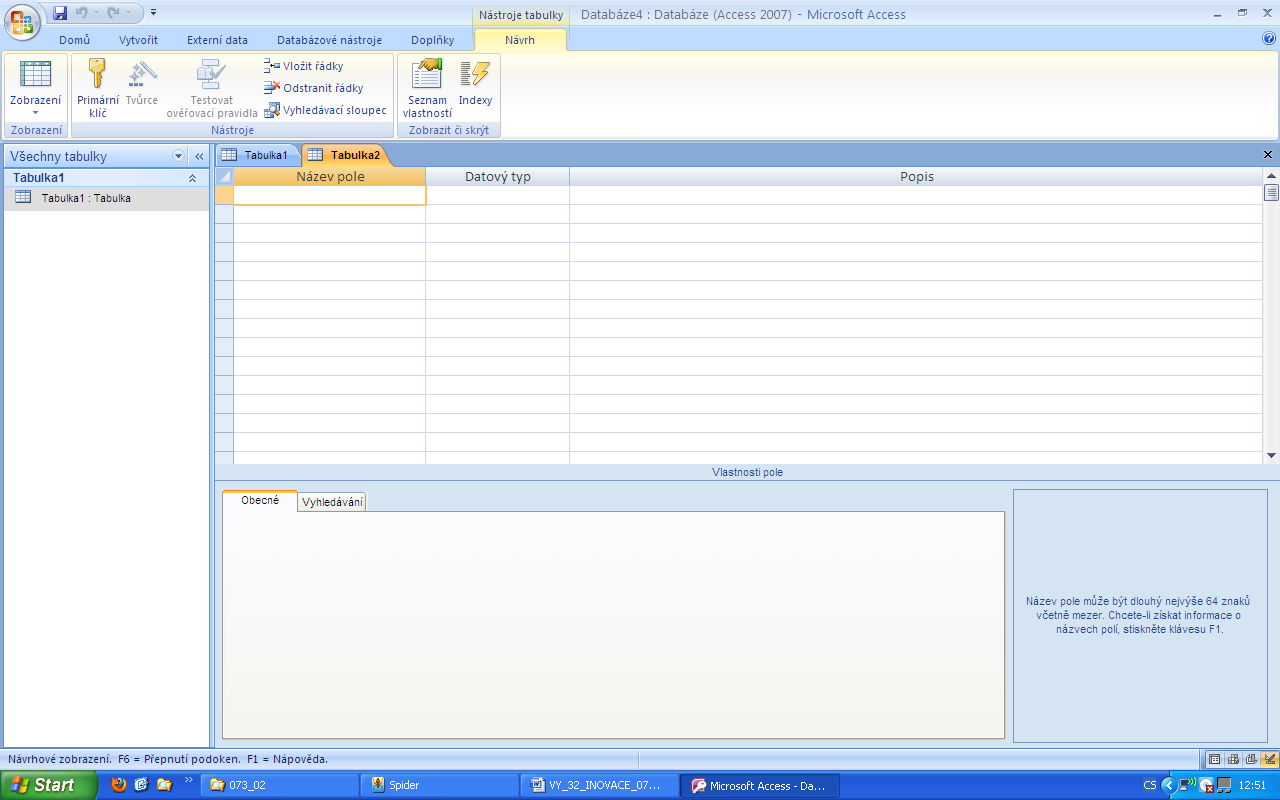 Nástroje tabulky
Databáze4 : Databáze (Access 2007) - Microsoft Access
Domů
Vytvořit
Externí data
Databázové nástroje
Doplňky
Návrh
Zobrazení
Primární klíč
Tvůrce
Testovat ověřovací pravidla
Vložit řádky
Odstranit řádky
Vyhledávací sloupec
Seznam vlastností
Indexy
Zobrazení
Nástroje
Zobrazit či skrýt
Všechny tabulky
«
Tabulka1
Tabulka2
Tabulka1
Tabulka1 : Tabulka
Název pole
Datový typ
Popis
Vlastnosti pole
Obecné
Vyhledávání
Název pole může být dlouhý nejvýše 64 znaků
včetně mezer. Chcete-li získat informace o
názvech polí, stiskněte klávesu F1.
Návrhové zobrazení. F6 = Přepnutí podoken. F1 = Nápověda.
Start
»
073_02
Spider
VY_32_INOVACE_07...
Microsoft Access - Da...
CS
12:51